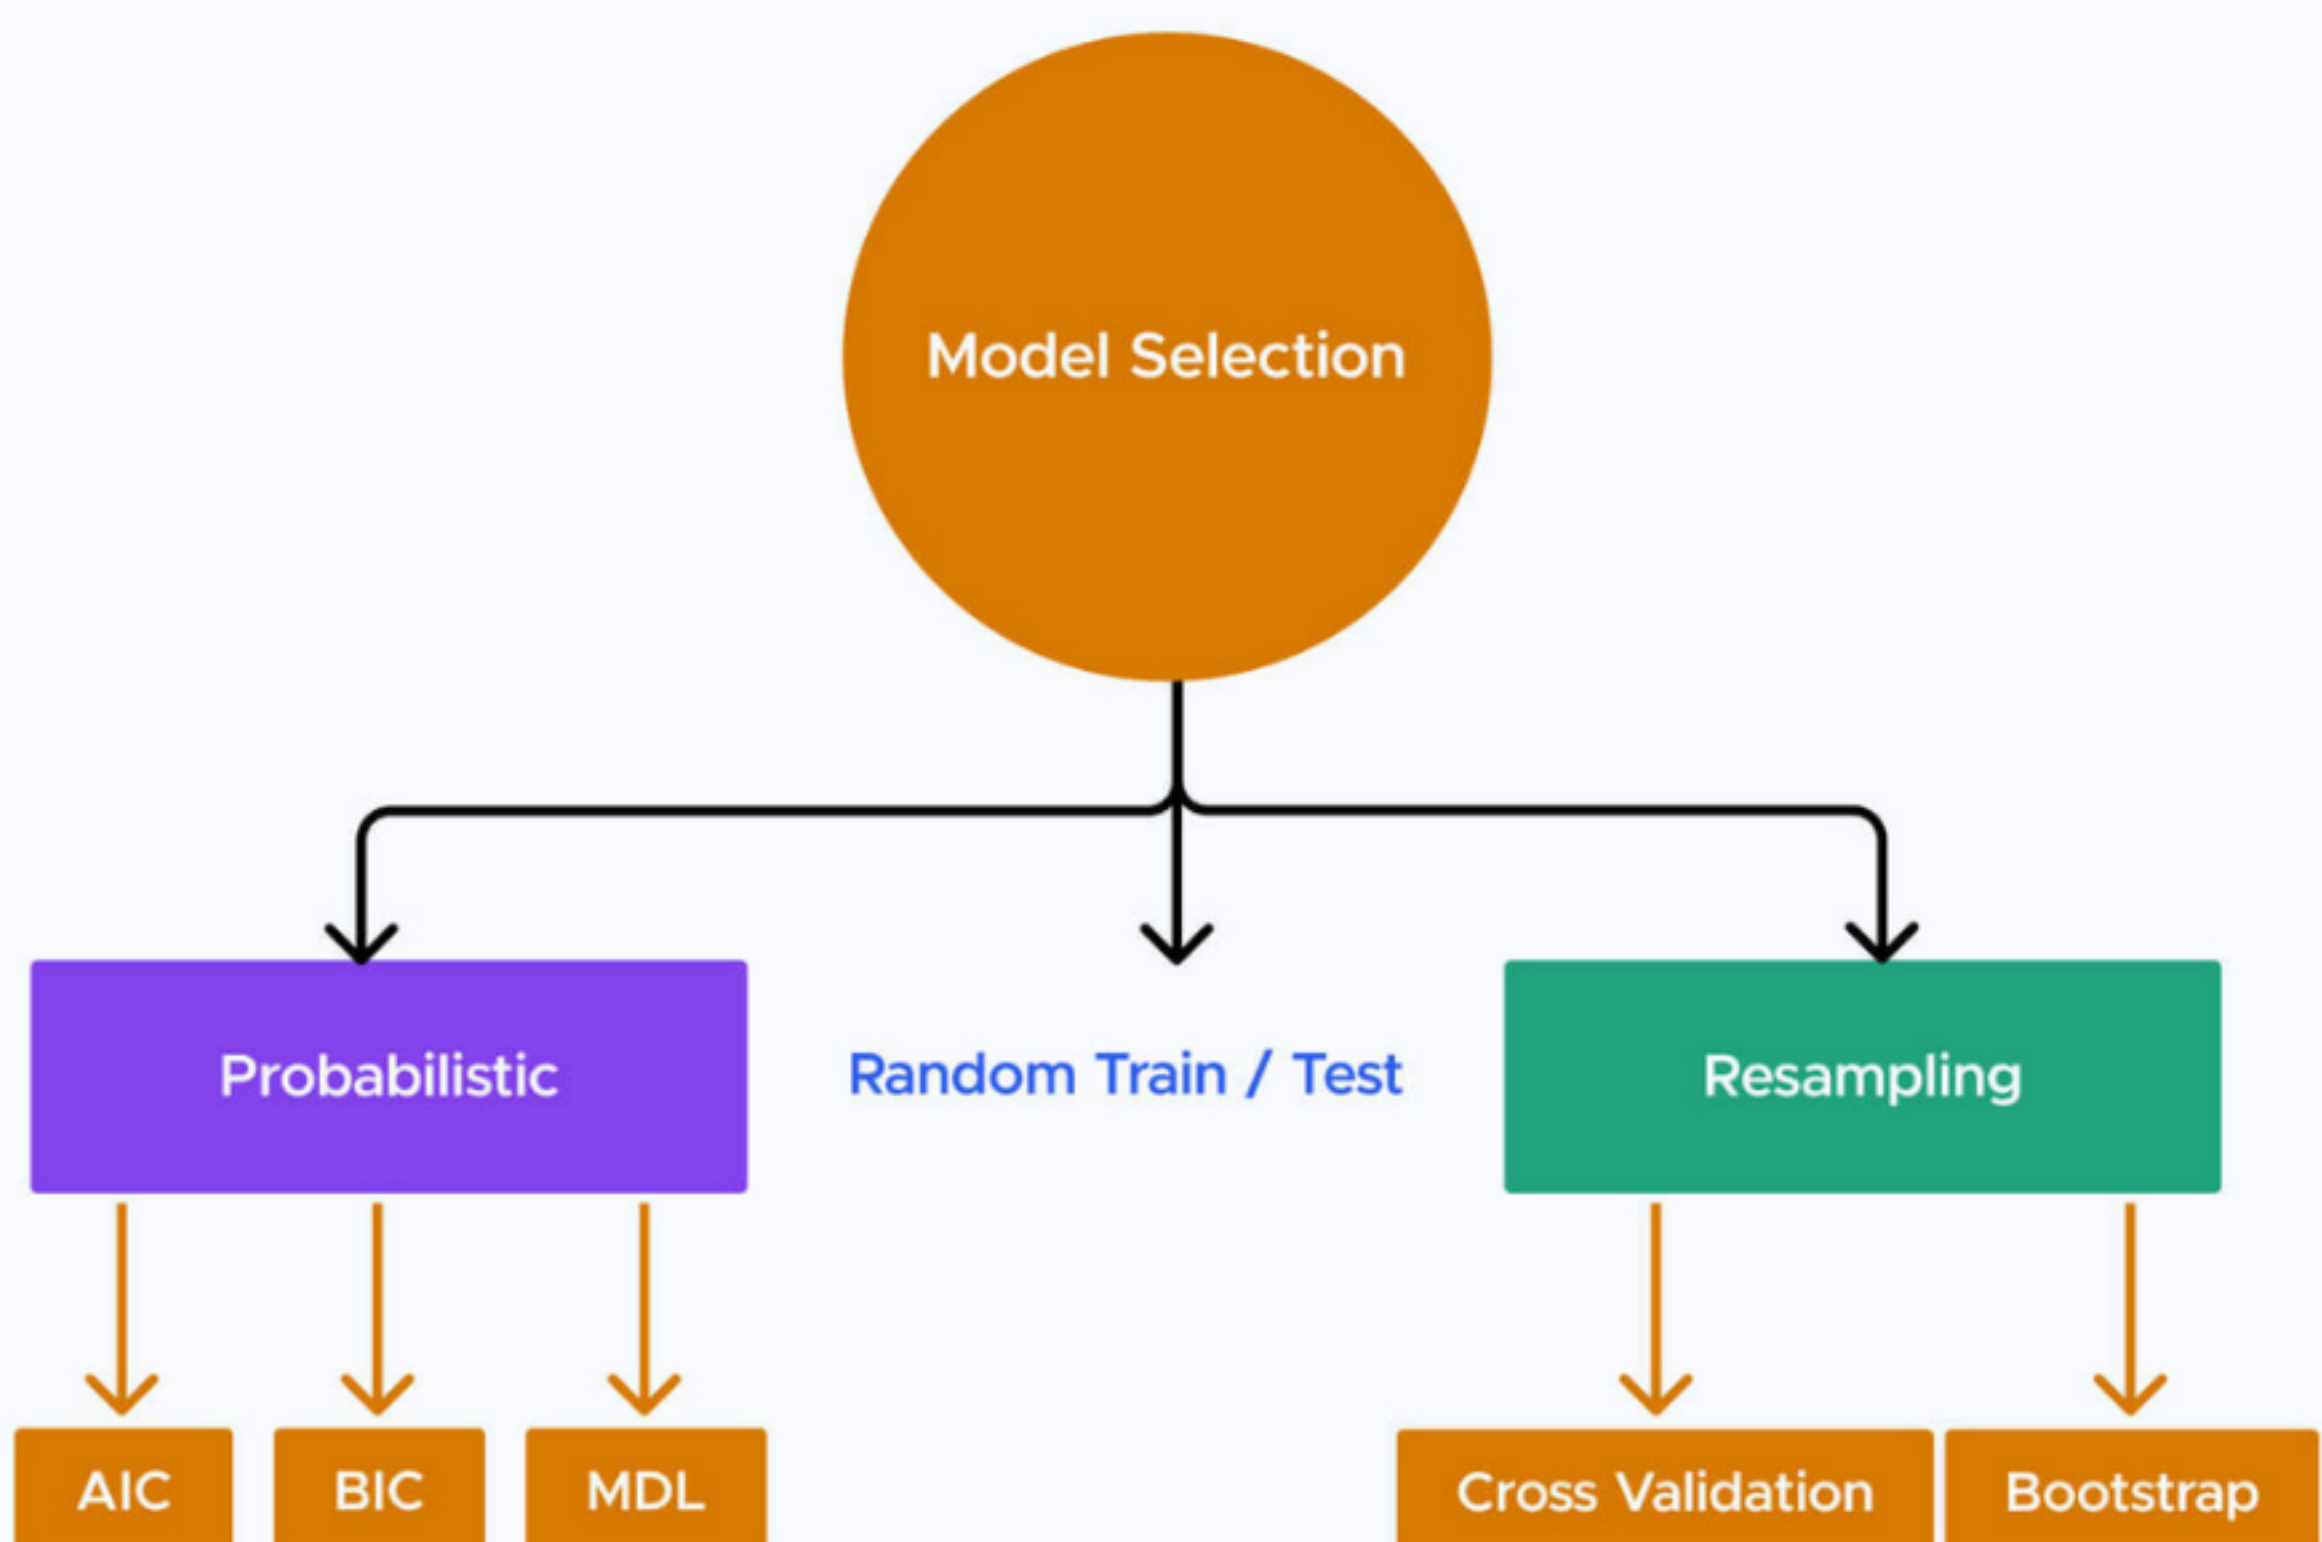 Model Selection
Probabilistic
Random Train / Test
Resampling
AIC
BIC
MDL
Cross Validation
Bootstrap